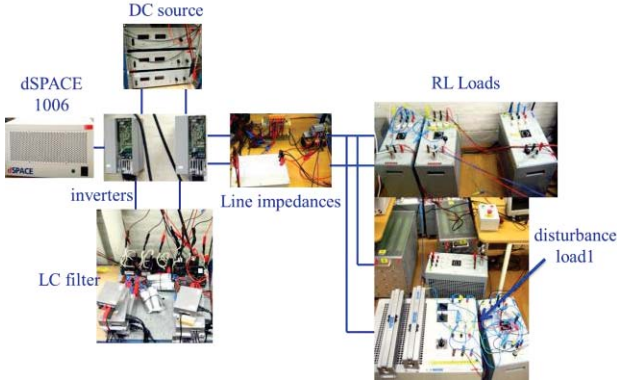 DC source
dSPACE
1006
RL Loads
dSPACE
inverters
Line impedances
LC filter
disturbance
load1